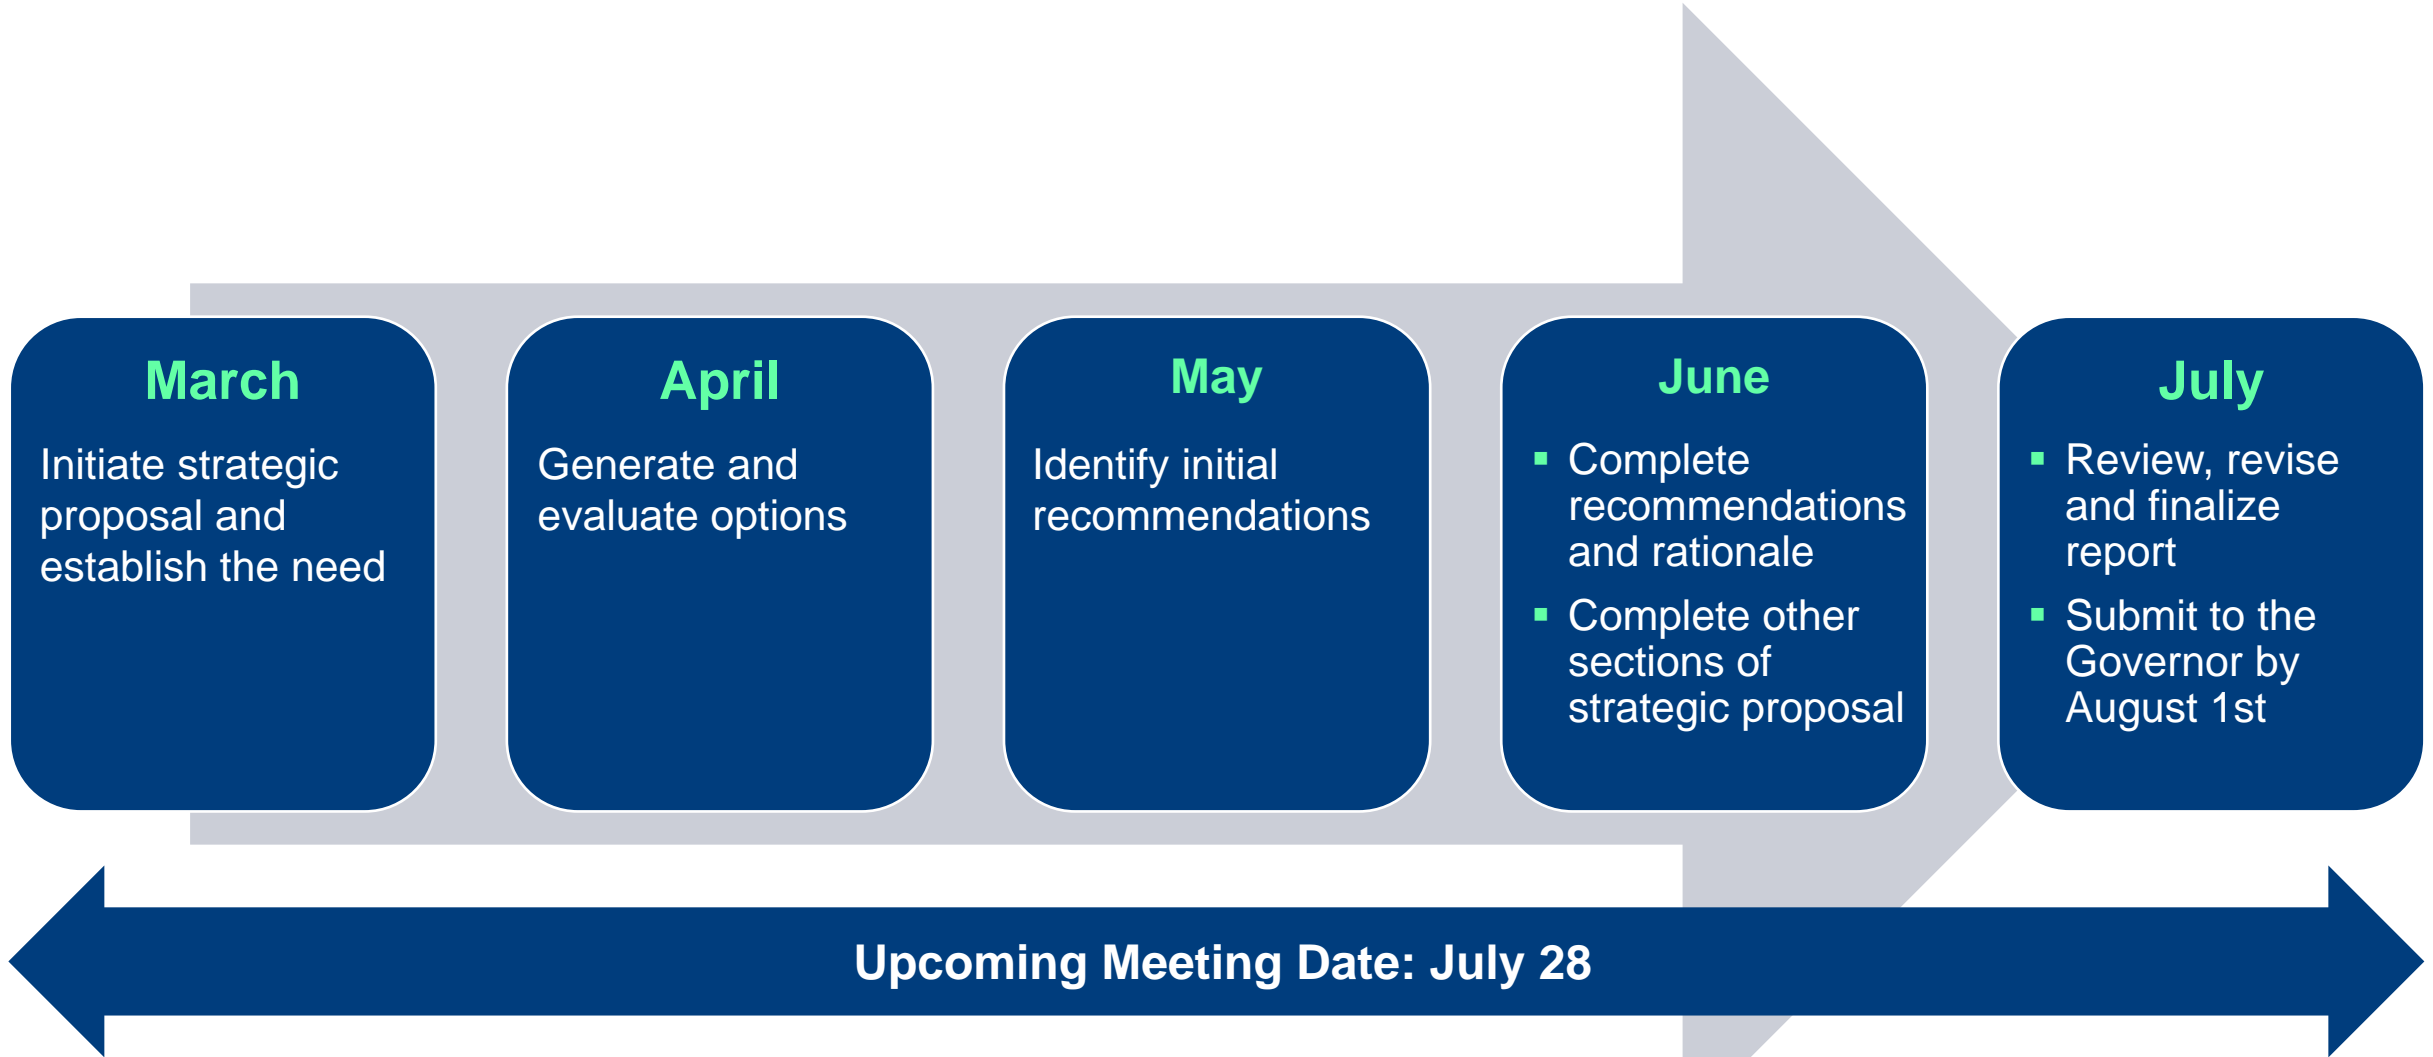 March
Initiate strategic
proposal and
establish the need
April
Generate and
evaluate options
May
Identify initial
recommendations
June
▪ Complete
recommendations
and rationale
▪ Complete other
sections of
strategic proposal
July
▪ Review, revise
and finalize
report
▪ Submit to the
Governor by
August 1st
Upcoming Meeting Date: July 28